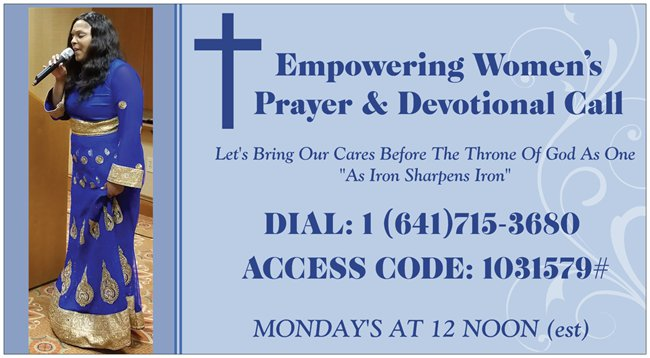 Empowering Women's
Prayer & Devotional Call
Let's Bring Our Cares Before The Throne Of God As One
"As Iron Sharpens Iron"
DIAL: 1 (641)715-3680
ACCESS CODE: 1031579#
MONDAY'S AT 12 NOON (est)